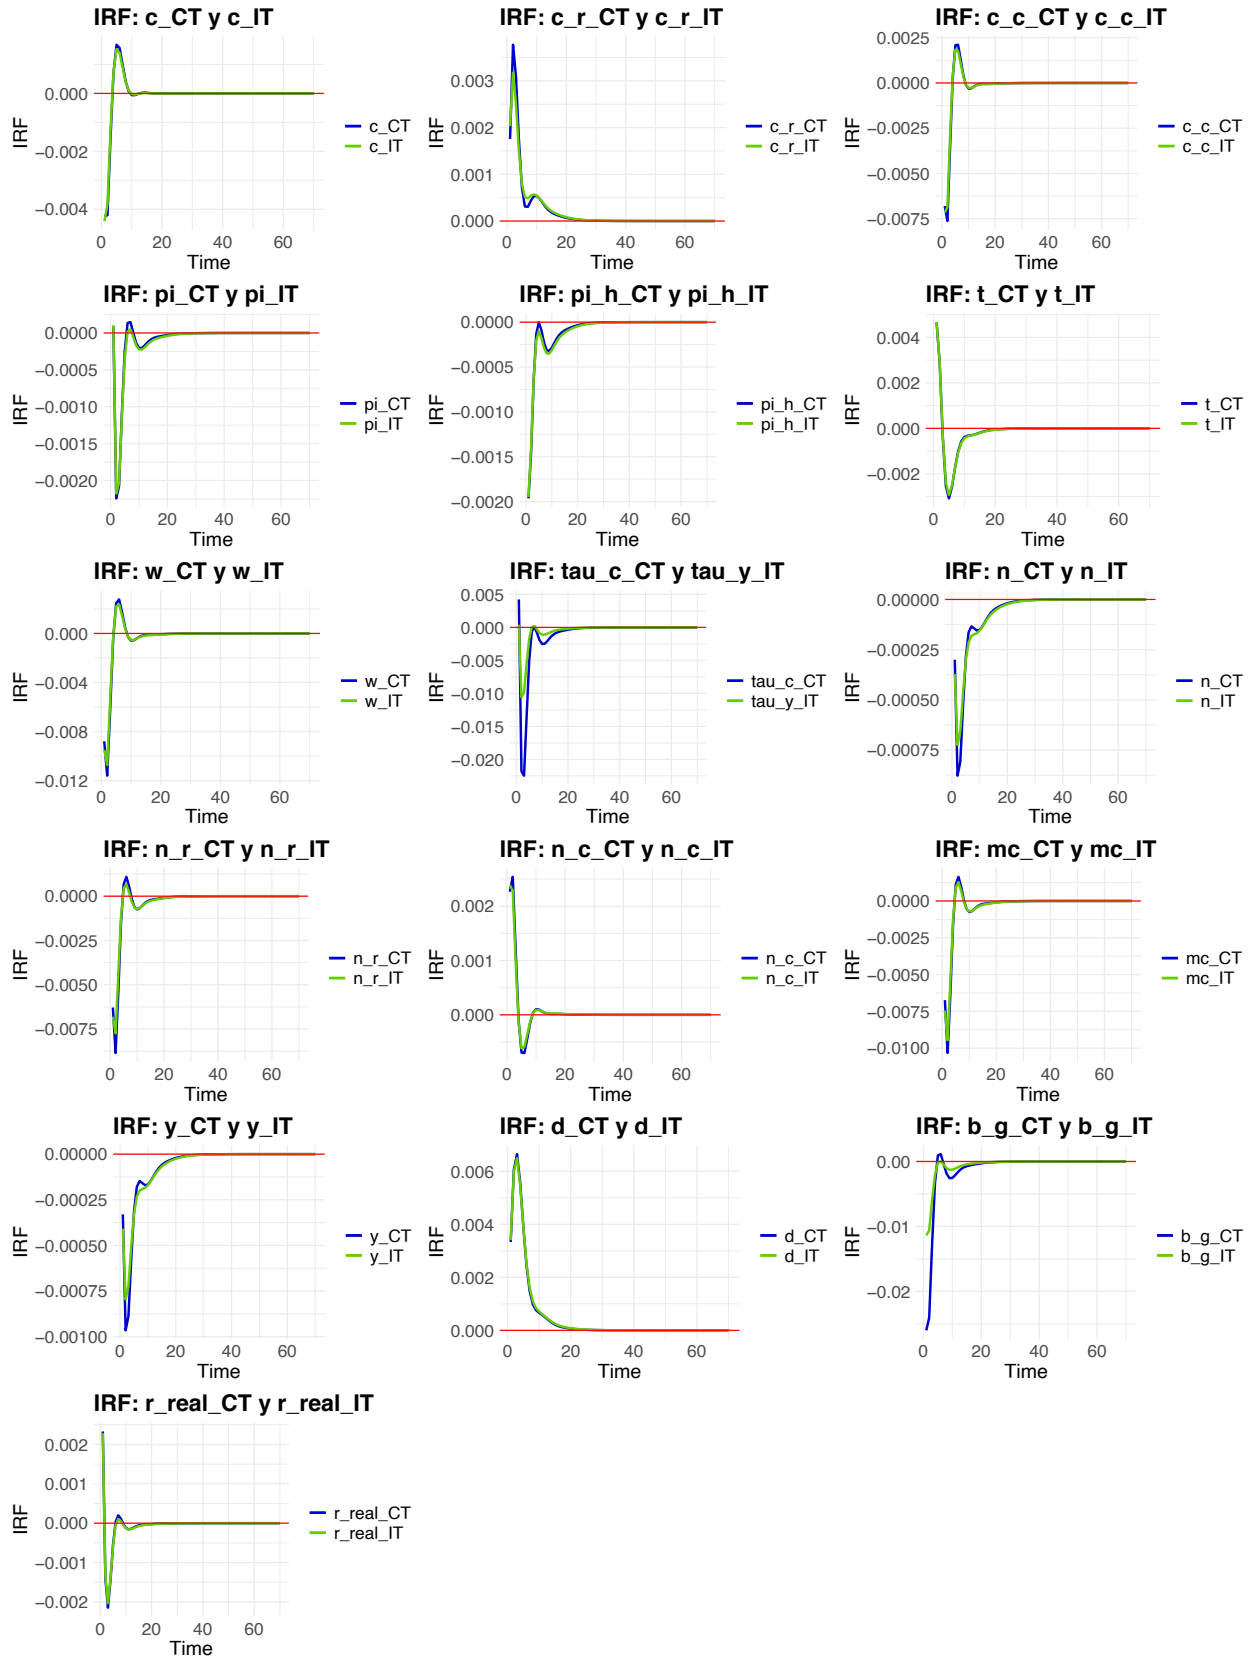 IRF: c_CT y c_IT
IRF
0.000
−0.002
−0.004
0 20 40 60
Time
c_CT
c_IT
IRF: c_r_CT y c_r_IT
IRF
0.003
0.002
0.001
0.000
0 20 40 60
Time
c_r_CT
c_r_IT
IRF: c_c_CT y c_c_IT
IRF
0.0025
0.0000
−0.0025
−0.0050
−0.0075
0 20 40 60
Time
c_c_CT
c_c_IT
IRF: pi_CT y pi_IT
IRF
0.0000
−0.0005
−0.0010
−0.0015
−0.0020
0 20 40 60
Time
pi_CT
pi_IT
IRF: pi_h_CT y pi_h_IT
IRF
0.0000
−0.0005
−0.0010
−0.0015
−0.0020
0 20 40 60
Time
pi_h_CT
pi_h_IT
IRF: t_CT y t_IT
IRF
0.004
0.002
0.000
−0.002
0 20 40 60
Time
t_CT
t_IT
IRF: w_CT y w_IT
IRF
0.000
−0.004
−0.008
−0.012
0 20 40 60
Time
w_CT
w_IT
IRF: tau_c_CT y tau_y_IT
IRF
0.005
0.000
−0.005
−0.010
−0.015
−0.020
0 20 40 60
Time
tau_c_CT
tau_y_IT
IRF: n_CT y n_IT
IRF
0.00000
−0.00025
−0.00050
−0.00075
0 20 40 60
Time
n_CT
n_IT
IRF: n_r_CT y n_r_IT
IRF
0.0000
−0.0025
−0.0050
−0.0075
0 20 40 60
Time
n_r_CT
n_r_IT
IRF: n_c_CT y n_c_IT
IRF
0.002
0.001
0.000
0 20 40 60
Time
n_c_CT
n_c_IT
IRF: mc_CT y mc_IT
IRF
0.0000
−0.0025
−0.0050
−0.0075
−0.0100
0 20 40 60
Time
mc_CT
mc_IT
IRF: y_CT y y_IT
IRF
0.00000
−0.00025
−0.00050
−0.00075
−0.00100
0 20 40 60
Time
y_CT
y_IT
IRF: d_CT y d_IT
IRF
0.006
0.004
0.002
0.000
0 20 40 60
Time
d_CT
d_IT
IRF: b_g_CT y b_g_IT
IRF
0.00
−0.01
−0.02
0 20 40 60
Time
b_g_CT
b_g_IT
IRF: r_real_CT y r_real_IT
IRF
0.002
0.001
0.000
−0.001
−0.002
0 20 40 60
Time
r_real_CT
r_real_IT